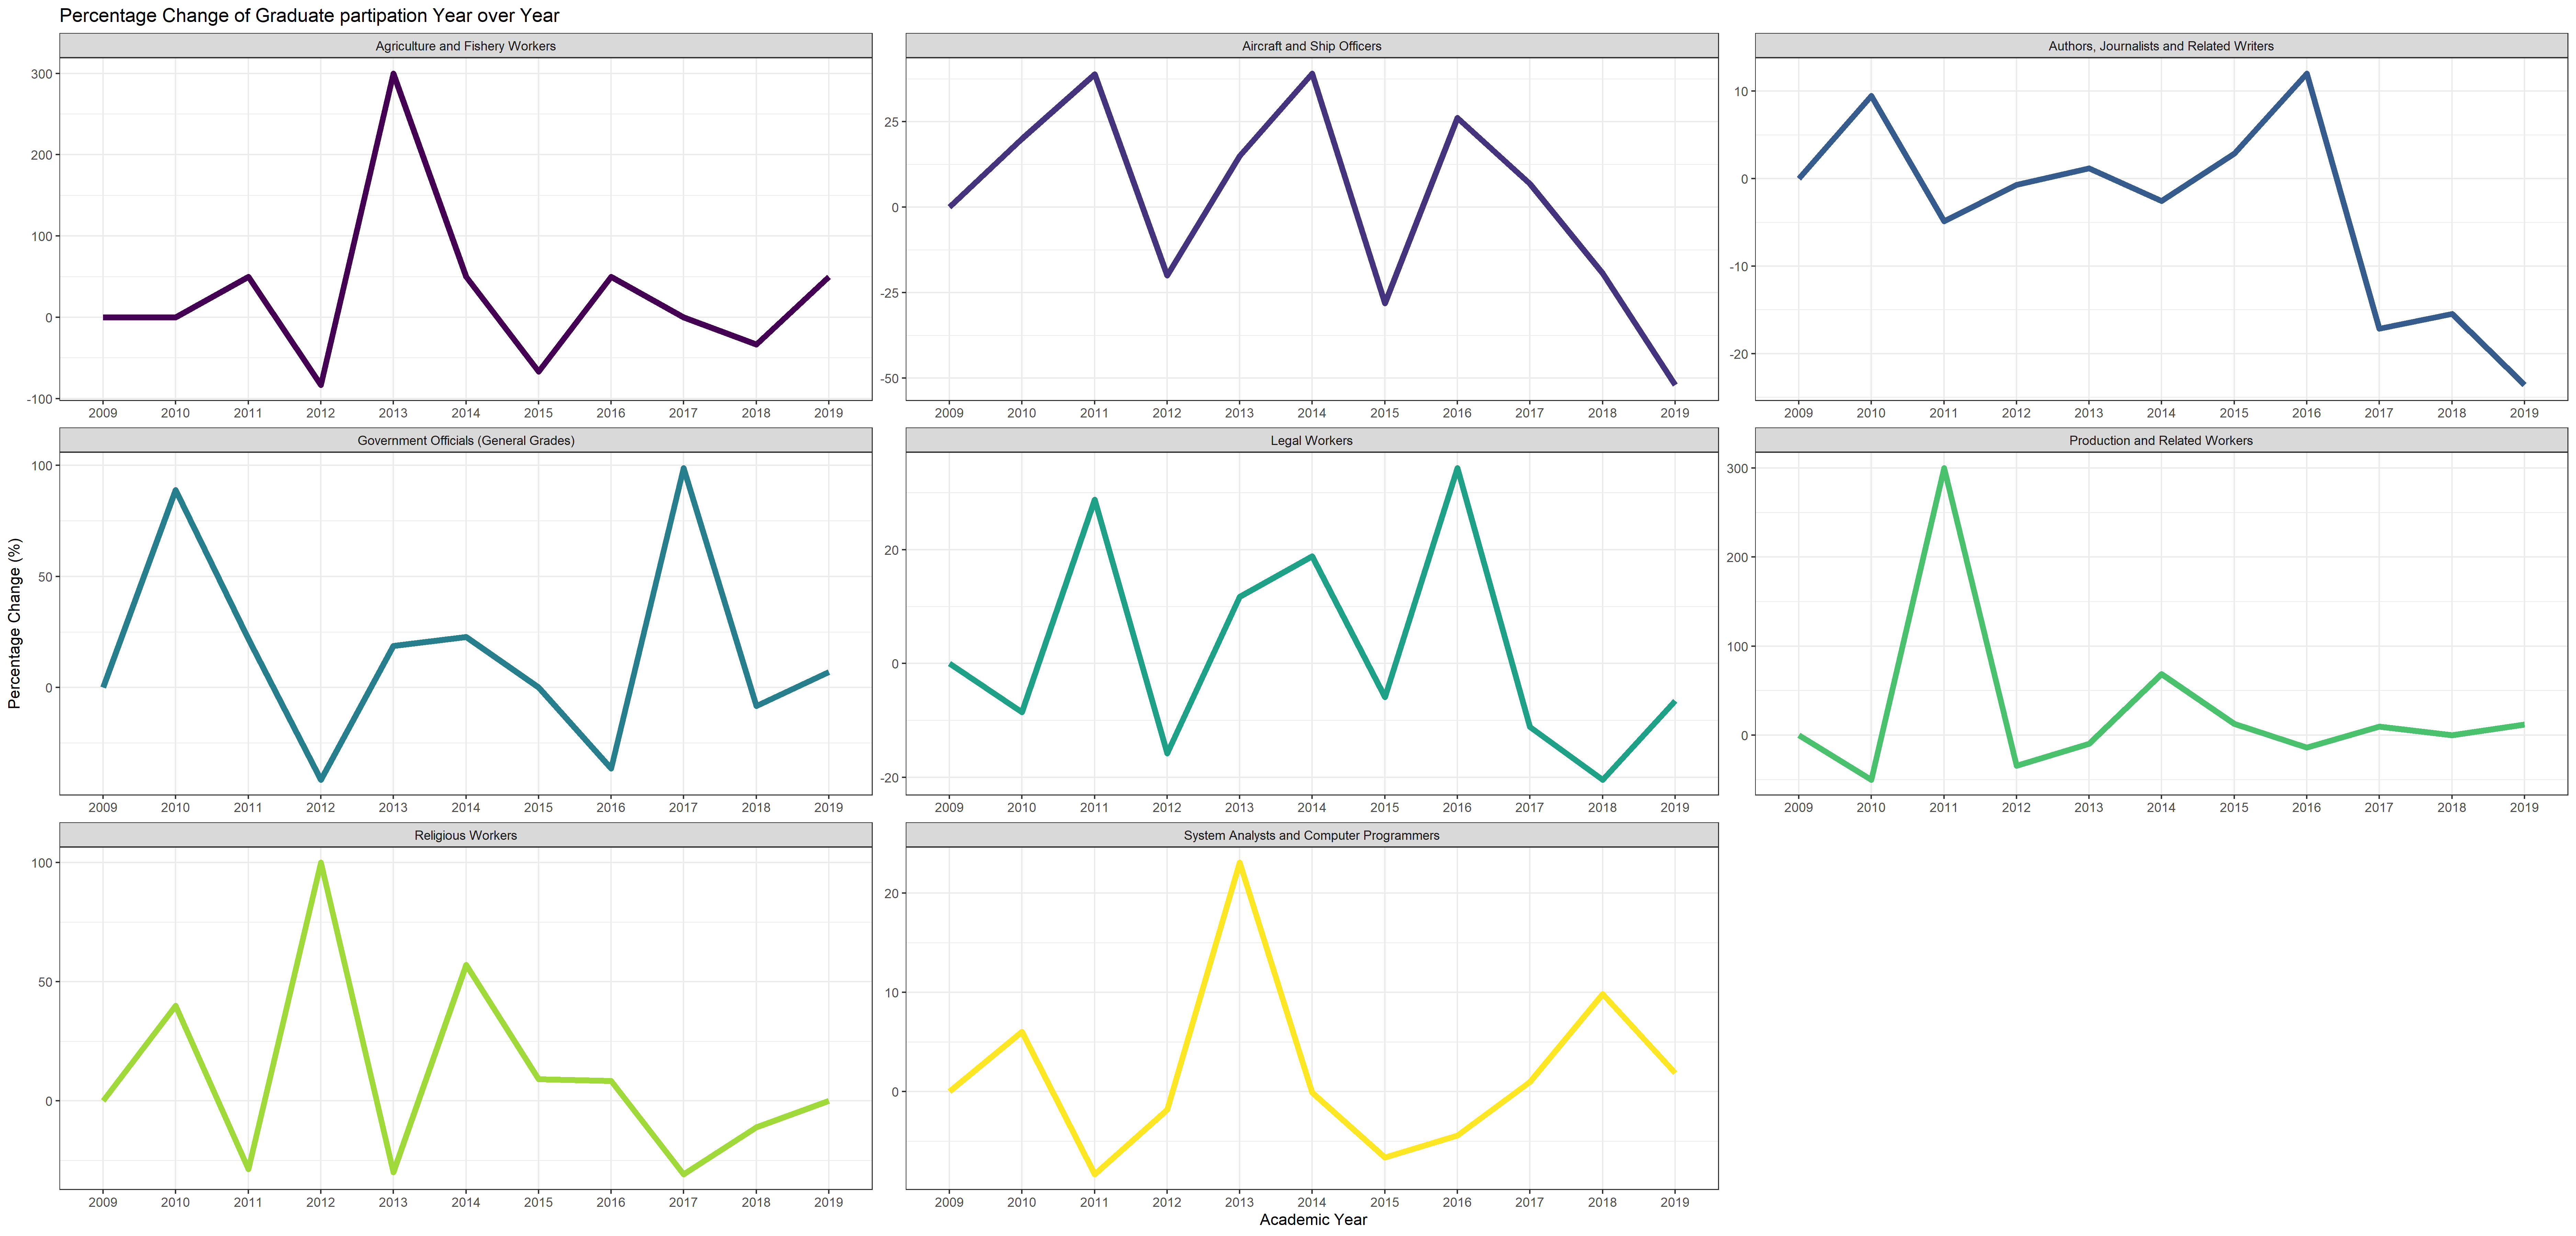 Percentage Change of Graduate partipation Year over Year
Agriculture and Fishery Workers
300
200
100
0
-100
2009 2010 2011 2012 2013 2014 2015 2016 2017 2018 2019
Aircraft and Ship Officers
25
0
-25
-50
2009 2010 2011 2012 2013 2014 2015 2016 2017 2018 2019
Authors, Journalists and Related Writers
10
0
-10
-20
2009 2010 2011 2012 2013 2014 2015 2016 2017 2018 2019
Percentage Change (%)
Government Officials (General Grades)
100
50
0
2009 2010 2011 2012 2013 2014 2015 2016 2017 2018 2019
Legal Workers
20
0
-20
2009 2010 2011 2012 2013 2014 2015 2016 2017 2018 2019
Production and Related Workers
300
200
100
0
2009 2010 2011 2012 2013 2014 2015 2016 2017 2018 2019
Religious Workers
100
50
0
2009 2010 2011 2012 2013 2014 2015 2016 2017 2018 2019
System Analysts and Computer Programmers
20
10
0
2009 2010 2011 2012 2013 2014 2015 2016 2017 2018 2019
Academic Year